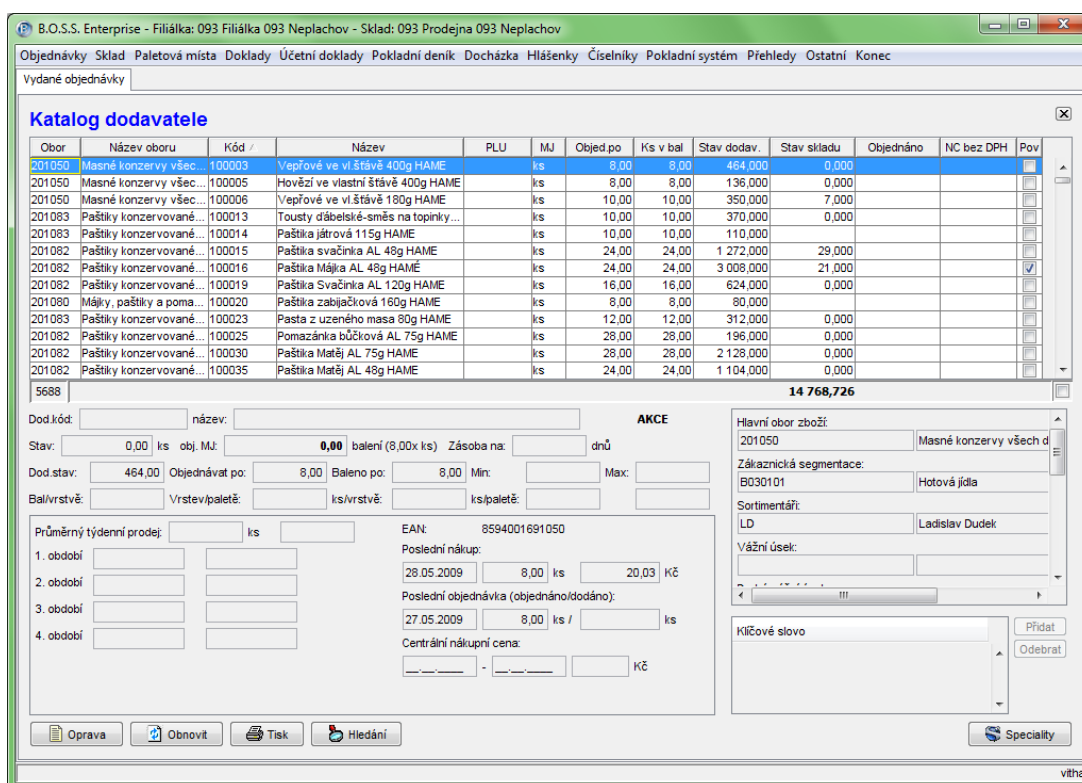 B.O.S.S. Enterprise - Filiálka: 093 Filiálka 093 Neplachov - Sklad: 093 Prodejna 093 Neplachov
Objednávky Sklad Paletová místa Doklady Účetní doklady Pokladní deník Docházka Hlášenky Číselníky Pokladní systém Přehledy Ostatní Konec
Vydané objednávky
Katalog dodavatele
Obor Název oboru Kód Název PLU MJ Objed.po Ks v bal Stav dodav. Stav skladu Objednáno NC bez DPH Pov
201050 Masné konzervy všec... 100003 Vepřové ve vl.šťávě 400g HAME ks 8,00 8,00 464,000 0,000
201050 Masné konzervy všec... 100005 Hovězí ve vlastní šťávě 400g HAME ks 8,00 8,00 136,000 0,000
201050 Masné konzervy všec... 100006 Vepřové ve vl.šťávě 180g HAME ks 10,00 10,00 350,000 7,000
201083 Paštiky konzervované... 100013 Tousty ďábelské-směs na topinky... ks 10,00 10,00 370,000 0,000
201083 Paštiky konzervované... 100014 Paštika játrová 115g HAME ks 10,00 10,00 110,000
201082 Paštiky konzervované... 100015 Paštika svačinka AL 48g HAME ks 24,00 24,00 1 272,000 29,000
201082 Paštiky konzervované... 100016 Paštika Májka AL 48g HAMÉ ks 24,00 24,00 3 008,000 21,000
201082 Paštiky konzervované... 100019 Paštika Svačinka AL 120g HAME ks 16,00 16,00 624,000 0,000
201080 Májky, paštiky a poma... 100020 Paštika zabijačková 160g HAME ks 8,00 8,00 80,000
201083 Paštiky konzervované... 100023 Pasta z uzeného masa 80g HAME ks 12,00 12,00 312,000 0,000
201082 Paštiky konzervované... 100025 Pomazánka bůčková AL 75g HAME ks 28,00 28,00 196,000 0,000
201082 Paštiky konzervované... 100030 Paštika Matěj AL 75g HAME ks 28,00 28,00 2 128,000 0,000
201082 Paštiky konzervované... 100035 Paštika Matěj AL 48g HAME ks 24,00 24,00 1 104,000 0,000
5688 14 768,726
Dod.kód: název: AKCE
Stav: 0,00 ks obj. MJ: 0,00 balení (8,00x ks) Zásoba na: dnů
Dod.stav: 464,00 Objednávat po: 8,00 Baleno po: 8,00 Min: Max:
Bal/vrstvě: Vrstev/paletě: ks/vrstvě: ks/paletě:
Hlavní obor zboží:
201050 Masné konzervy všech d
Zákaznická segmentace:
B030101 Hotová jídla
Sortimentáři:
LD Ladislav Dudek
Vážní úsek:
Průměrný týdenní prodej: ks
1. období
2. období
3. období
4. období
EAN: 8594001691050
Poslední nákup:
28.05.2009 8,00 ks 20,03 Kč
Poslední objednávka (objednáno/dodáno):
27.05.2009 8,00 ks / ks
Centrální nákupní cena:
__.__.____ - __.__.____ Kč
Klíčové slovo
Přidat
Odebrat
Oprava Obnovit Tisk Hledání Speciality